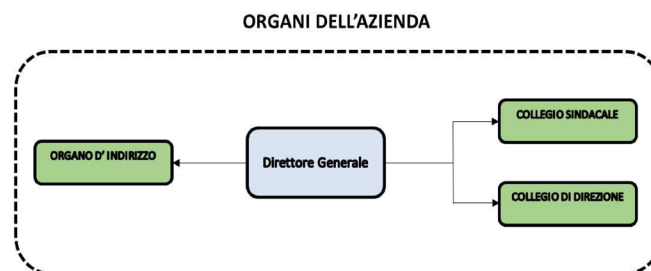 ORGANI DELL'AZIENDA
COLLEGIO SINDACALE
ORGANO D' INDIRIZZO
Direttore Generale
COLLEGIO DI DIREZIONE